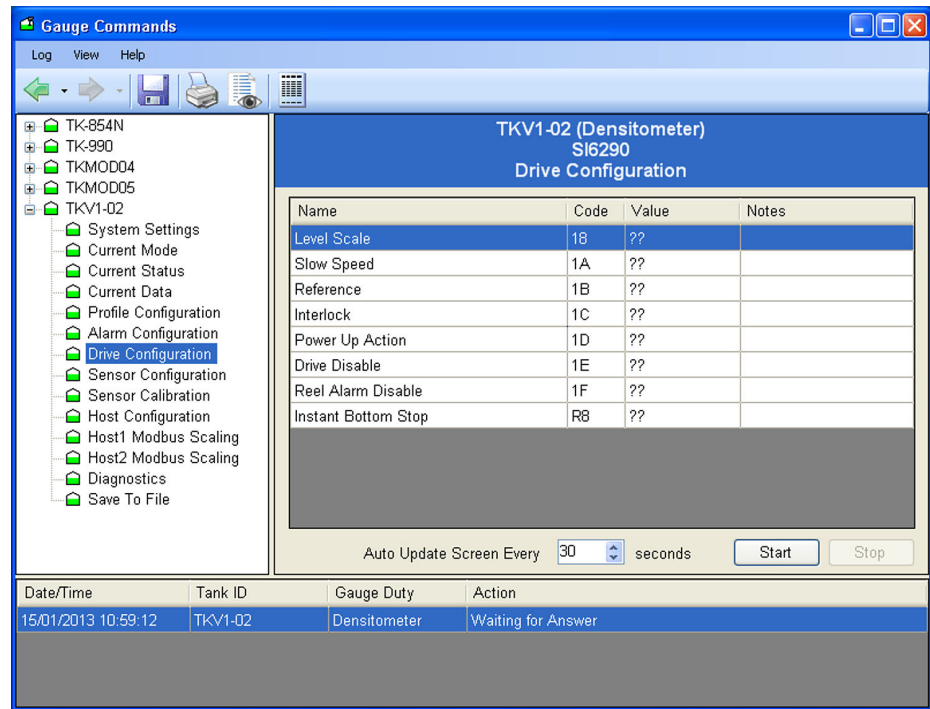 Gauge Commands
Log View Help
TK-854N
TK-990
TKMOD04
TKMOD05
TKV1-02
System Settings
Current Mode
Current Status
Current Data
Profile Configuration
Alarm Configuration
Drive Configuration
Sensor Configuration
Sensor Calibration
Host Configuration
Host1 Modbus Scaling
Host2 Modbus Scaling
Diagnostics
Save To File
TKV1-02 (Densitometer)
SI6290
Drive Configuration
Name Code Value Notes
Level Scale 18 ??
Slow Speed 1A ??
Reference 1B ??
Interlock 1C ??
Power Up Action 1D ??
Drive Disable 1E ??
Reel Alarm Disable 1F ??
Instant Bottom Stop R8 ??
Auto Update Screen Every 30 seconds Start Stop
Date/Time Tank ID Gauge Duty Action
15/01/2013 10:59:12 TKV1-02 Densitometer Waiting for Answer